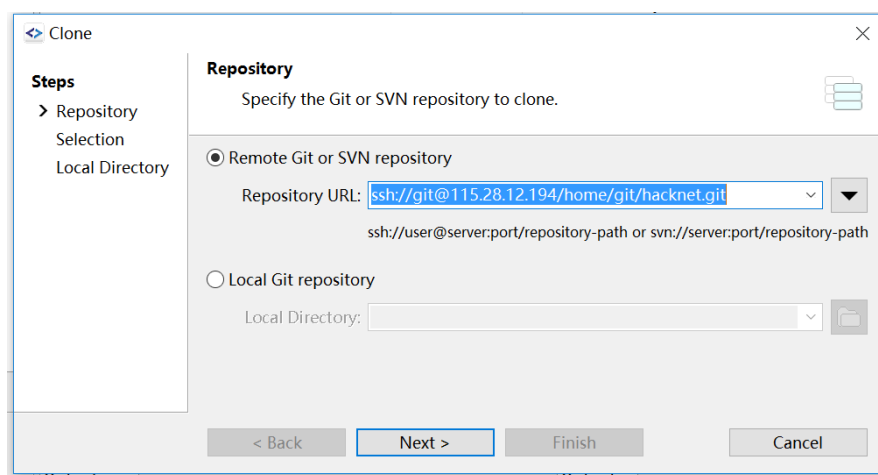 Clone
Steps
Repository
Selection
Local Directory
Repository
Specify the Git or SVN repository to clone.
Remote Git or SVN repository
Repository URL: ssh://git@115.28.12.194/home/git/hacknet.git
ssh://user@server:port/repository-path or svn://server:port/repository-path
Local Git repository
Local Directory:
< Back Next > Finish Cancel